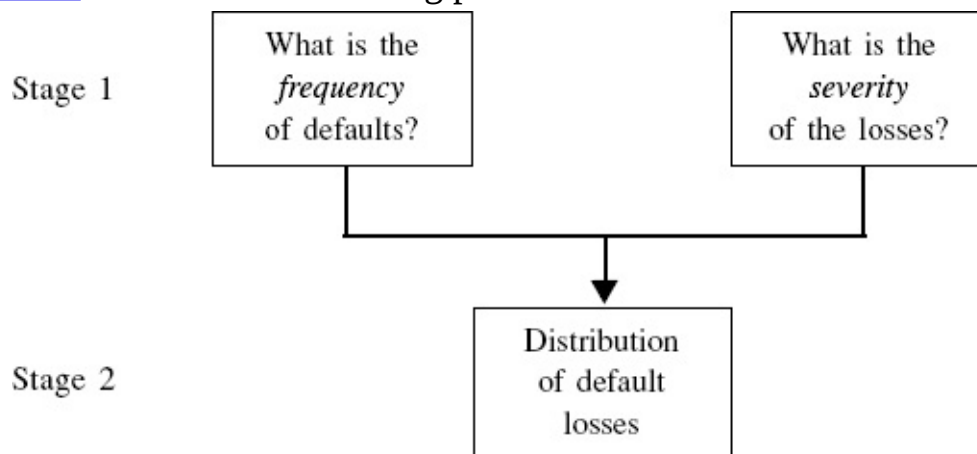 Stage 1
What is the
frequency
of defaults?
What is the
severity
of the losses?
Stage 2
Distribution
of default
losses